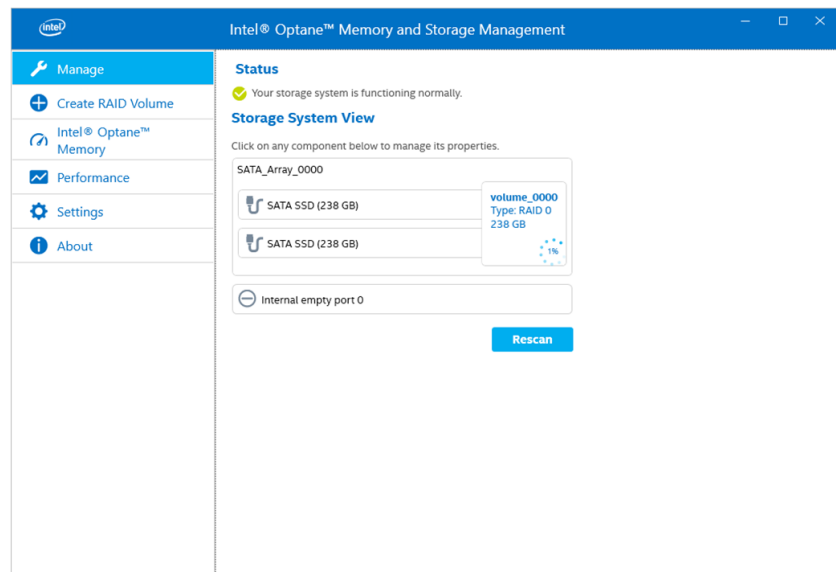 intel
Intel® Optane™ Memory and Storage Management
Manage
Create RAID Volume
Intel® Optane™
Memory
Performance
Settings
About
Status
Your storage system is functioning normally.
Storage System View
Click on any component below to manage its properties.
SATA_Array_0000
SATA SSD (238 GB)
SATA SSD (238 GB)
volume_0000
Type: RAID 0
238 GB
1%
Internal empty port 0
Rescan